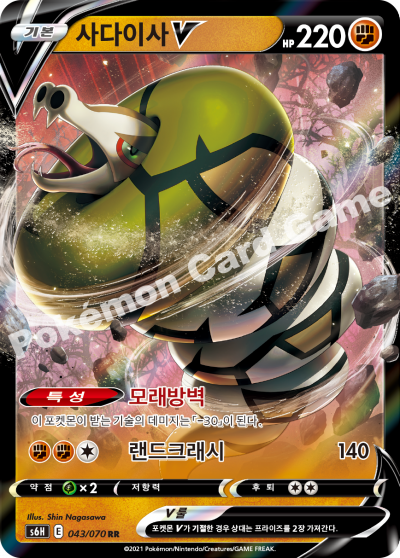 기본 사다이사 V HP 220
Pokémon Card Game
특성 모래방벽
이 포켓몬이 받는 기술의 데미지는 「-30」이 된다.
랜드크래시 140
약점 ×2 저항력 후퇴
V 룰
Illus. Shin Nagasawa
포켓몬 V가 기절한 경우 상대는 프라이즈를 2장 가져간다.
s6H E 043/070 RR
©2021 Pokémon/Nintendo/Creatures/GAME FREAK.